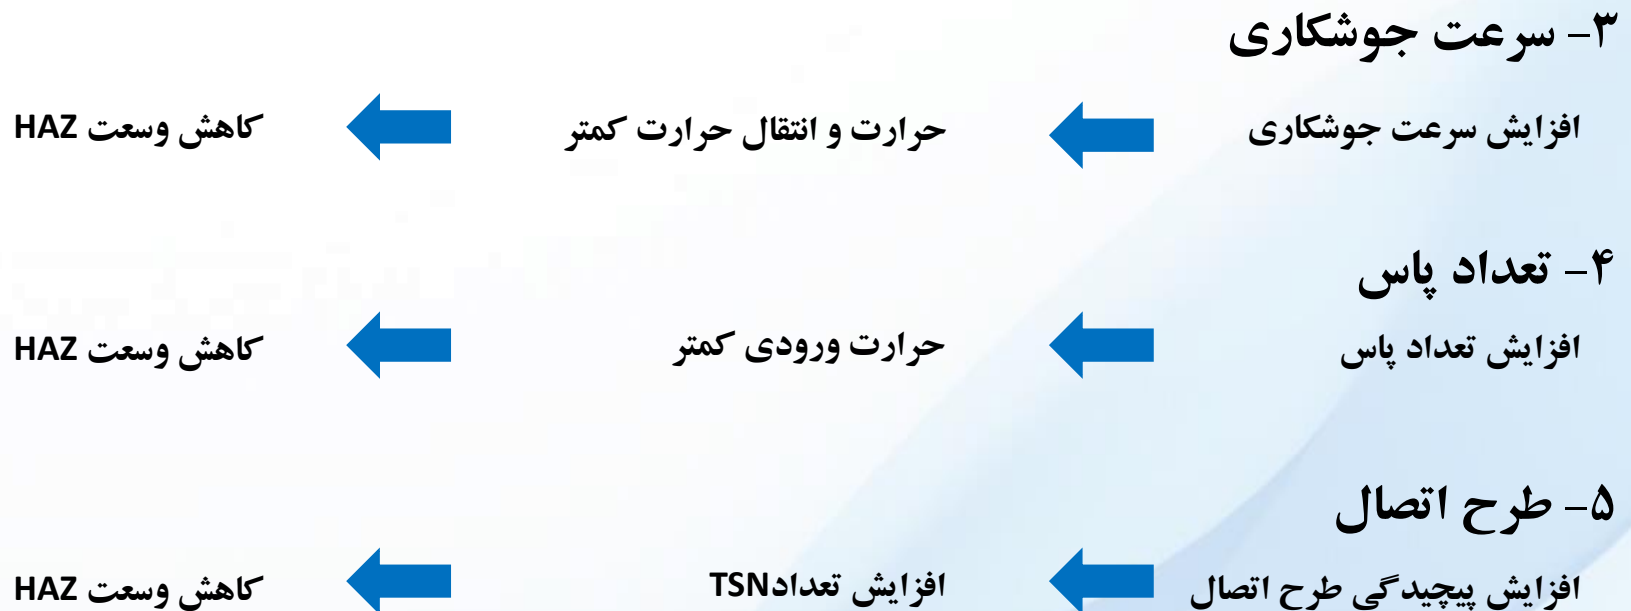 ۳- سرعت جوشکاری
افزایش سرعت جوشکاری
حرارت و انتقال حرارت کمتر
کاهش وسعت HAZ
۴- تعداد پاس
افزایش تعداد پاس
حرارت ورودی کمتر
کاهش وسعت HAZ
۵- طرح اتصال
افزایش پیچیدگی طرح اتصال
افزایش تعدادTSN
کاهش وسعت HAZ